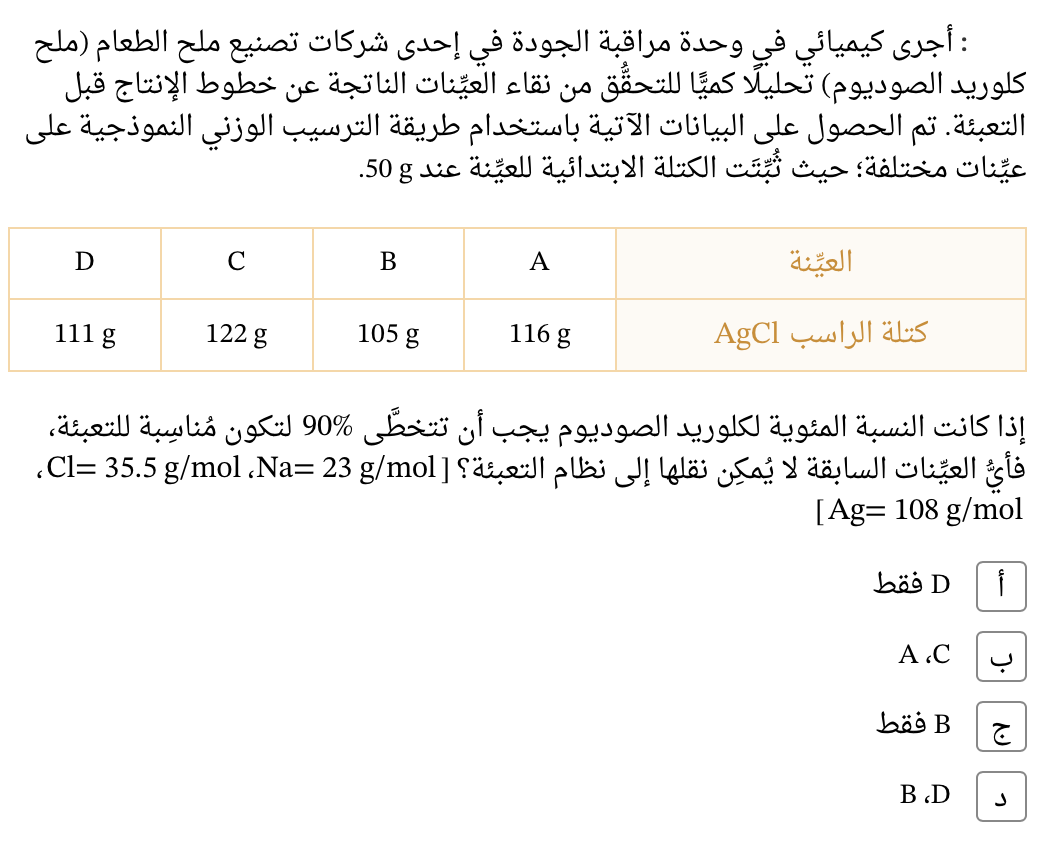 : أجرى كيميائي في وحدة مراقبة الجودة في إحدى شركات تصنيع ملح الطعام (ملح
كلوريد الصوديوم) تحليلًا كميًّا للتحقُّق من نقاء العيِّنات الناتجة عن خطوط الإنتاج قبل
التعبئة. تم الحصول على البيانات الآتية باستخدام طريقة الترسيب الوزني النموذجية على
عيِّنات مختلفة؛ حيث ثُبِّتَت الكتلة الابتدائية للعيِّنة عند 50 g.
العيِّنة A B C D
كتلة الراسب AgCl 116 g 105 g 122 g 111 g
إذا كانت النسبة المئوية لكلوريد الصوديوم يجب أن تتخطَّى %90 لتكون مُناسِبة للتعبئة،
فأيُّ العيِّنات السابقة لا يُمكِن نقلها إلى نظام التعبئة؟ [Na= 23 g/mol، Cl= 35.5 g/mol،
Ag= 108 g/mol]
أ D فقط
ب A، C
ج B فقط
د B، D